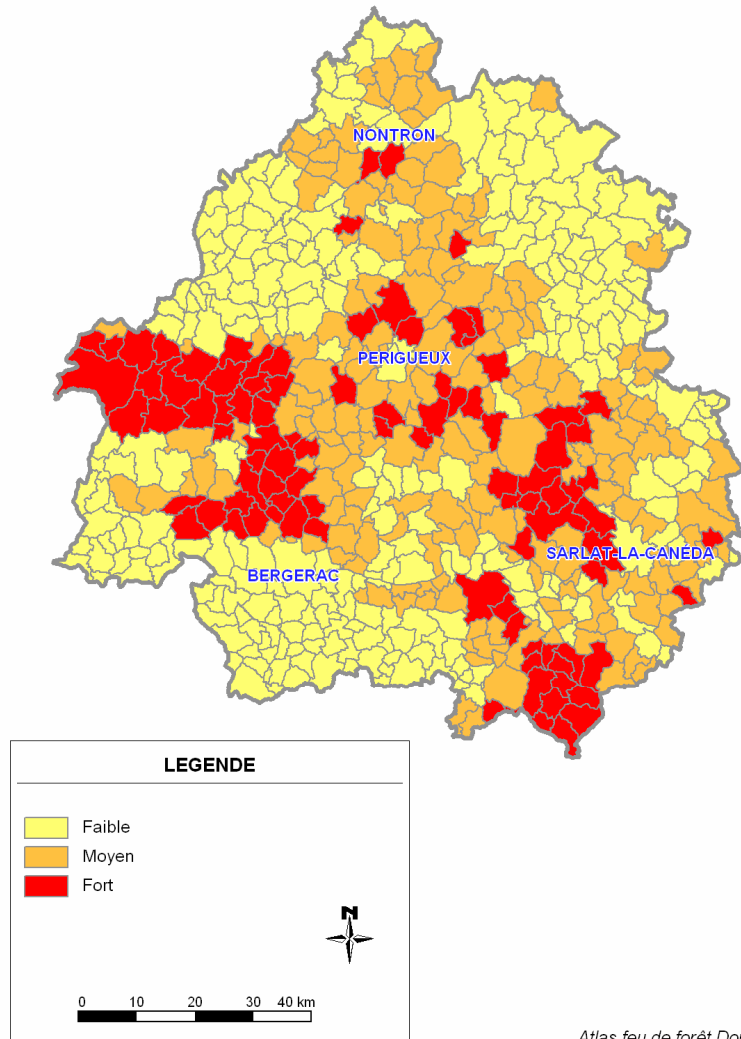 NONTRON
PERIGUEUX
SARLAT-LA-CANÉDA
BERGERAC
LEGENDE
Faible
Moyen
Fort
N
0 10 20 30 40 km
Atlas feu de forêt